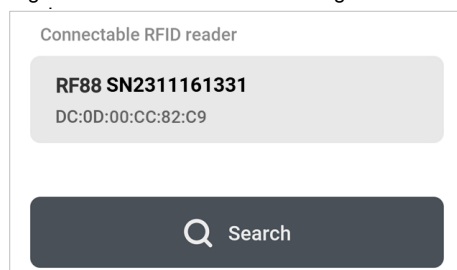 Connectable RFID reader
RF88 SN2311161331
DC:0D:00:CC:82:C9
Search